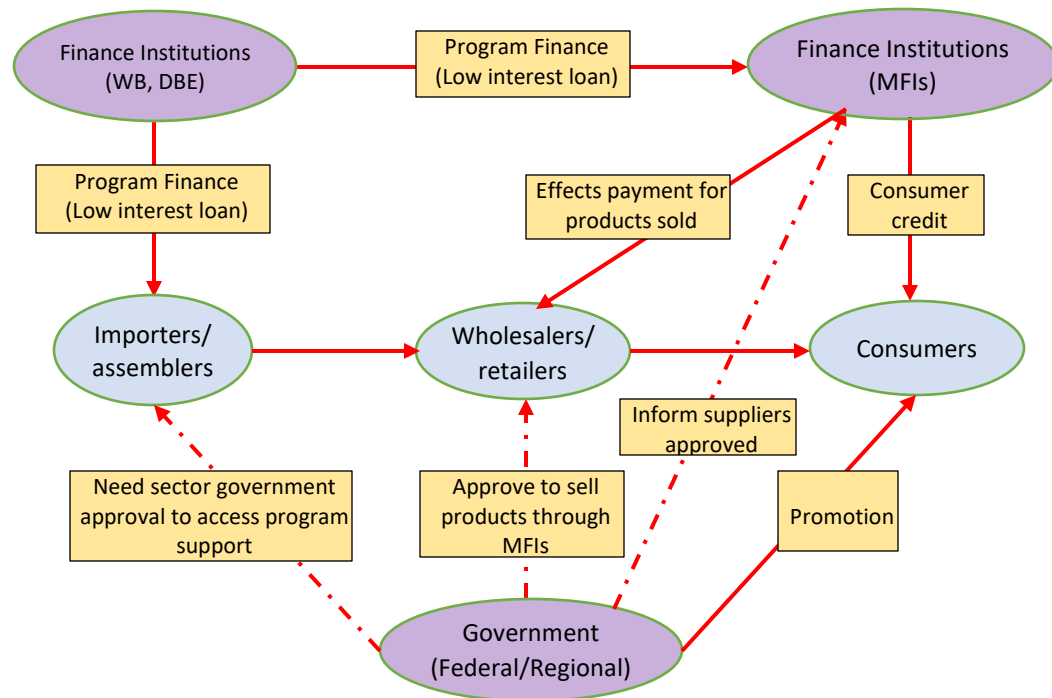 Finance Institutions
(WB, DBE)
Program Finance
(Low interest loan)
Finance Institutions
(MFIs)
Program Finance
(Low interest loan)
Effects payment for
products sold
Consumer
credit
Importers/
assemblers
Wholesalers/
retailers
Consumers
Inform suppliers
approved
Need sector government
approval to access program
support
Approve to sell
products through
MFIs
Promotion
Government
(Federal/Regional)